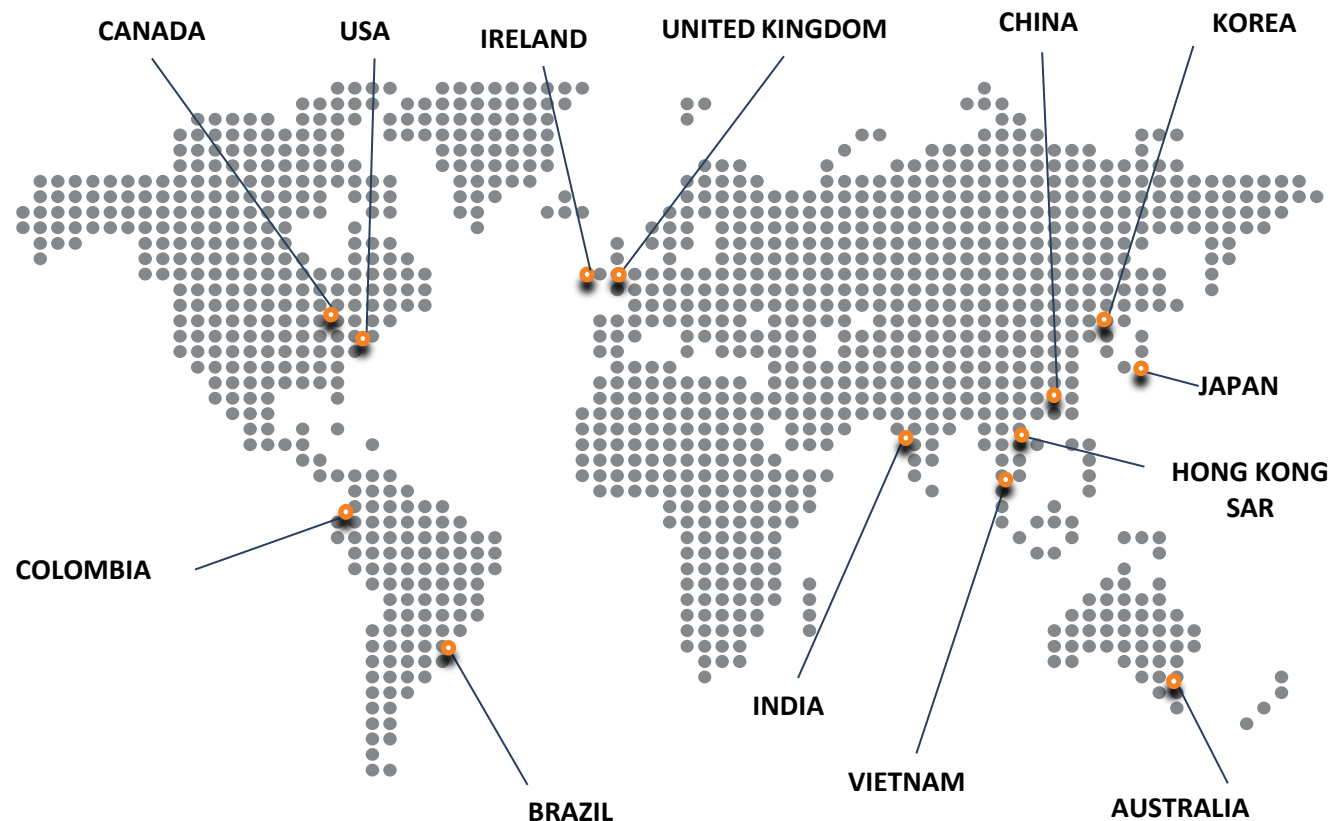 CANADA
USA
IRELAND
UNITED KINGDOM
CHINA
KOREA
JAPAN
HONG KONG
SAR
COLOMBIA
INDIA
VIETNAM
BRAZIL
AUSTRALIA